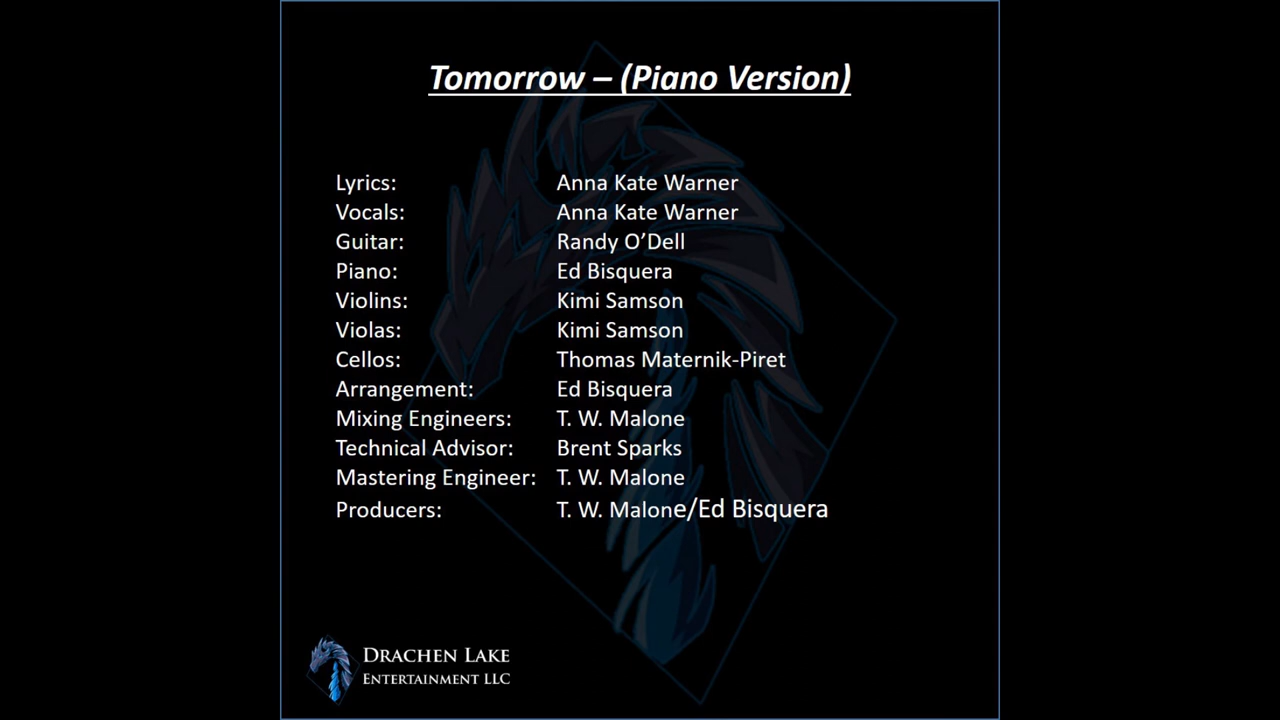 Tomorrow – (Piano Version)
Lyrics: Anna Kate Warner
Vocals: Anna Kate Warner
Guitar: Randy O’Dell
Piano: Ed Bisquera
Violins: Kimi Samson
Violas: Kimi Samson
Cellos: Thomas Maternik-Piret
Arrangement: Ed Bisquera
Mixing Engineers: T. W. Malone
Technical Advisor: Brent Sparks
Mastering Engineer: T. W. Malone
Producers: T. W. Malone/Ed Bisquera
DRACHEN LAKE
ENTERTAINMENT LLC